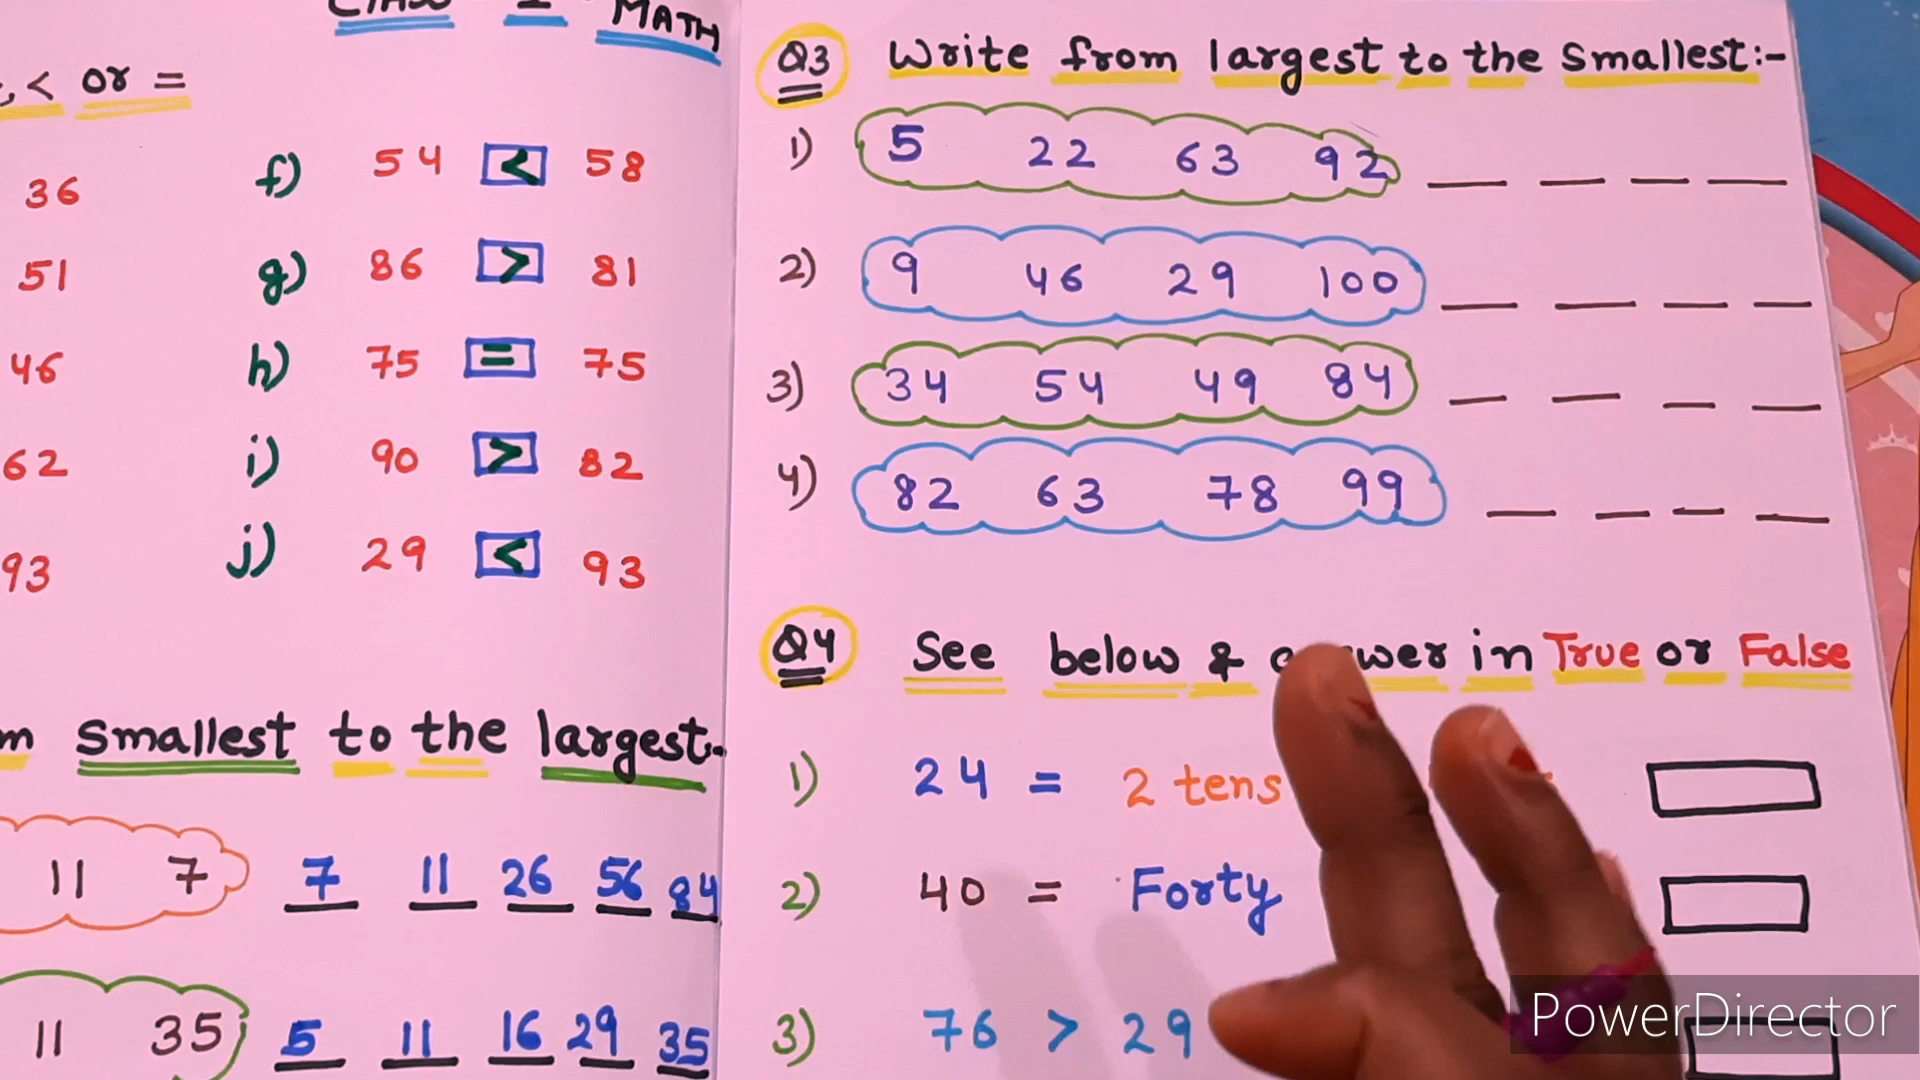 MATH
, < or =
36
51
46
62
93
f) 54 < 58
g) 86 > 81
h) 75 = 75
i) 90 > 82
j) 29 < 93
smallest to the largest:-
11 7 7 11 26 56 84
11 35 5 11 16 29 35
Q3 Write from largest to the smallest:-
1) 5 22 63 92
2) 9 46 29 100
3) 34 54 49 84
4) 82 63 78 99
Q4 See below & in True or False
1) 24 = 2 tens
2) 40 = Forty
3) 76 > 29
PowerDirector